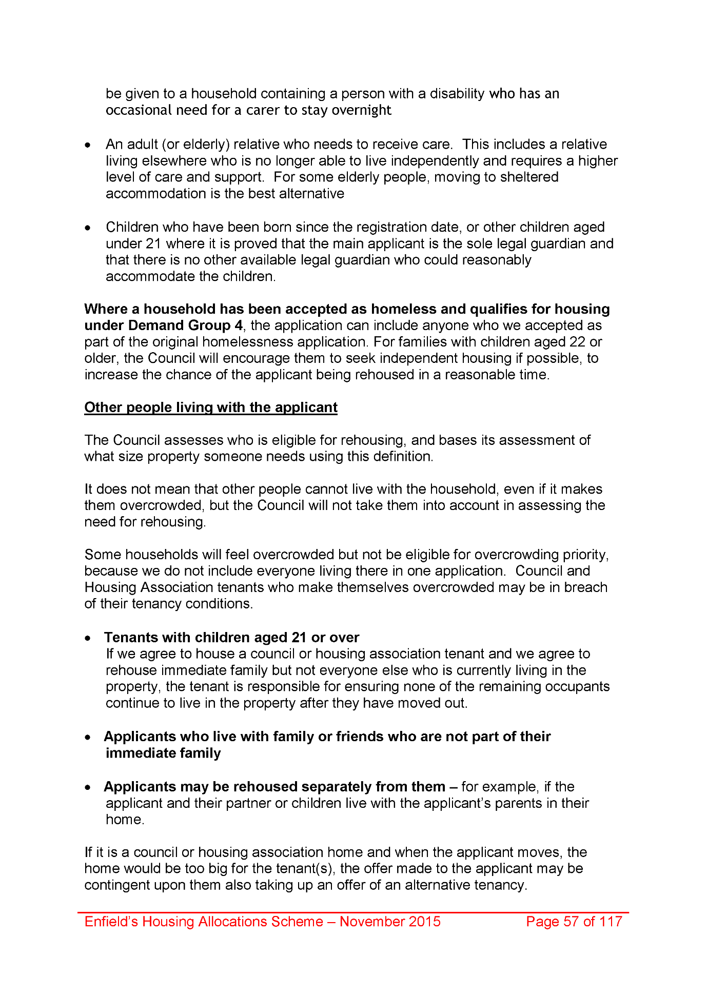 be given to a household containing a person with a disability who has an
occasional need for a carer to stay overnight
• An adult (or elderly) relative who needs to receive care.  This includes a relative
living elsewhere who is no longer able to live independently and requires a higher
level of care and support.  For some elderly people, moving to sheltered
accommodation is the best alternative
• Children who have been born since the registration date, or other children aged
under 21 where it is proved that the main applicant is the sole legal guardian and
that there is no other available legal guardian who could reasonably
accommodate the children.
Where a household has been accepted as homeless and qualifies for housing
under Demand Group 4, the application can include anyone who we accepted as
part of the original homelessness application. For families with children aged 22 or
older, the Council will encourage them to seek independent housing if possible, to
increase the chance of the applicant being rehoused in a reasonable time.
Other people living with the applicant
The Council assesses who is eligible for rehousing, and bases its assessment of
what size property someone needs using this definition.
It does not mean that other people cannot live with the household, even if it makes
them overcrowded, but the Council will not take them into account in assessing the
need for rehousing.
Some households will feel overcrowded but not be eligible for overcrowding priority,
because we do not include everyone living there in one application.  Council and
Housing Association tenants who make themselves overcrowded may be in breach
of their tenancy conditions.
• Tenants with children aged 21 or over
If we agree to house a council or housing association tenant and we agree to
rehouse immediate family but not everyone else who is currently living in the
property, the tenant is responsible for ensuring none of the remaining occupants
continue to live in the property after they have moved out.
• Applicants who live with family or friends who are not part of their
immediate family
• Applicants may be rehoused separately from them – for example, if the
applicant and their partner or children live with the applicant’s parents in their
home.
If it is a council or housing association home and when the applicant moves, the
home would be too big for the tenant(s), the offer made to the applicant may be
contingent upon them also taking up an offer of an alternative tenancy.
Enfield’s Housing Allocations Scheme – November 2015 Page 57 of 117